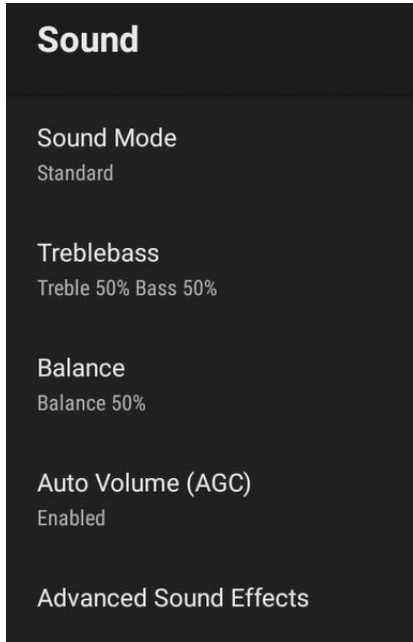 Sound
Sound Mode
Standard
Treblebass
Treble 50% Bass 50%
Balance
Balance 50%
Auto Volume (AGC)
Enabled
Advanced Sound Effects